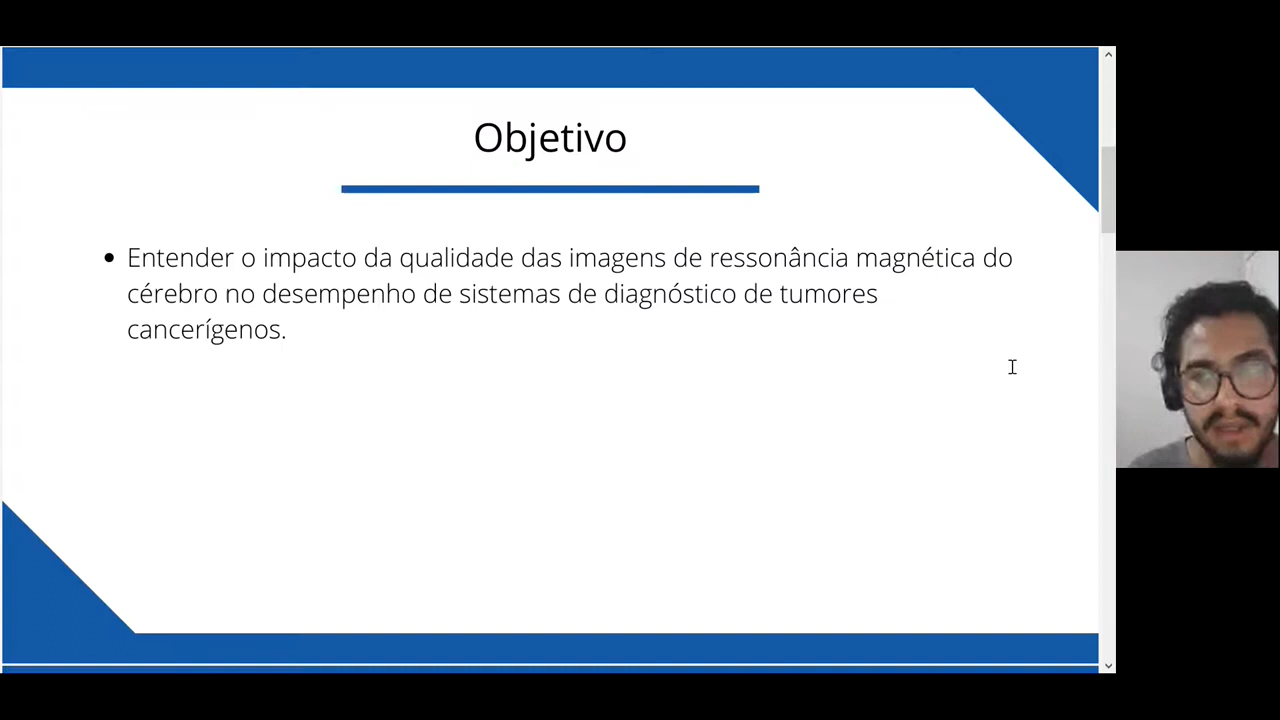 Objetivo
• Entender o impacto da qualidade das imagens de ressonância magnética do
cérebro no desempenho de sistemas de diagnóstico de tumores
cancerígenos.